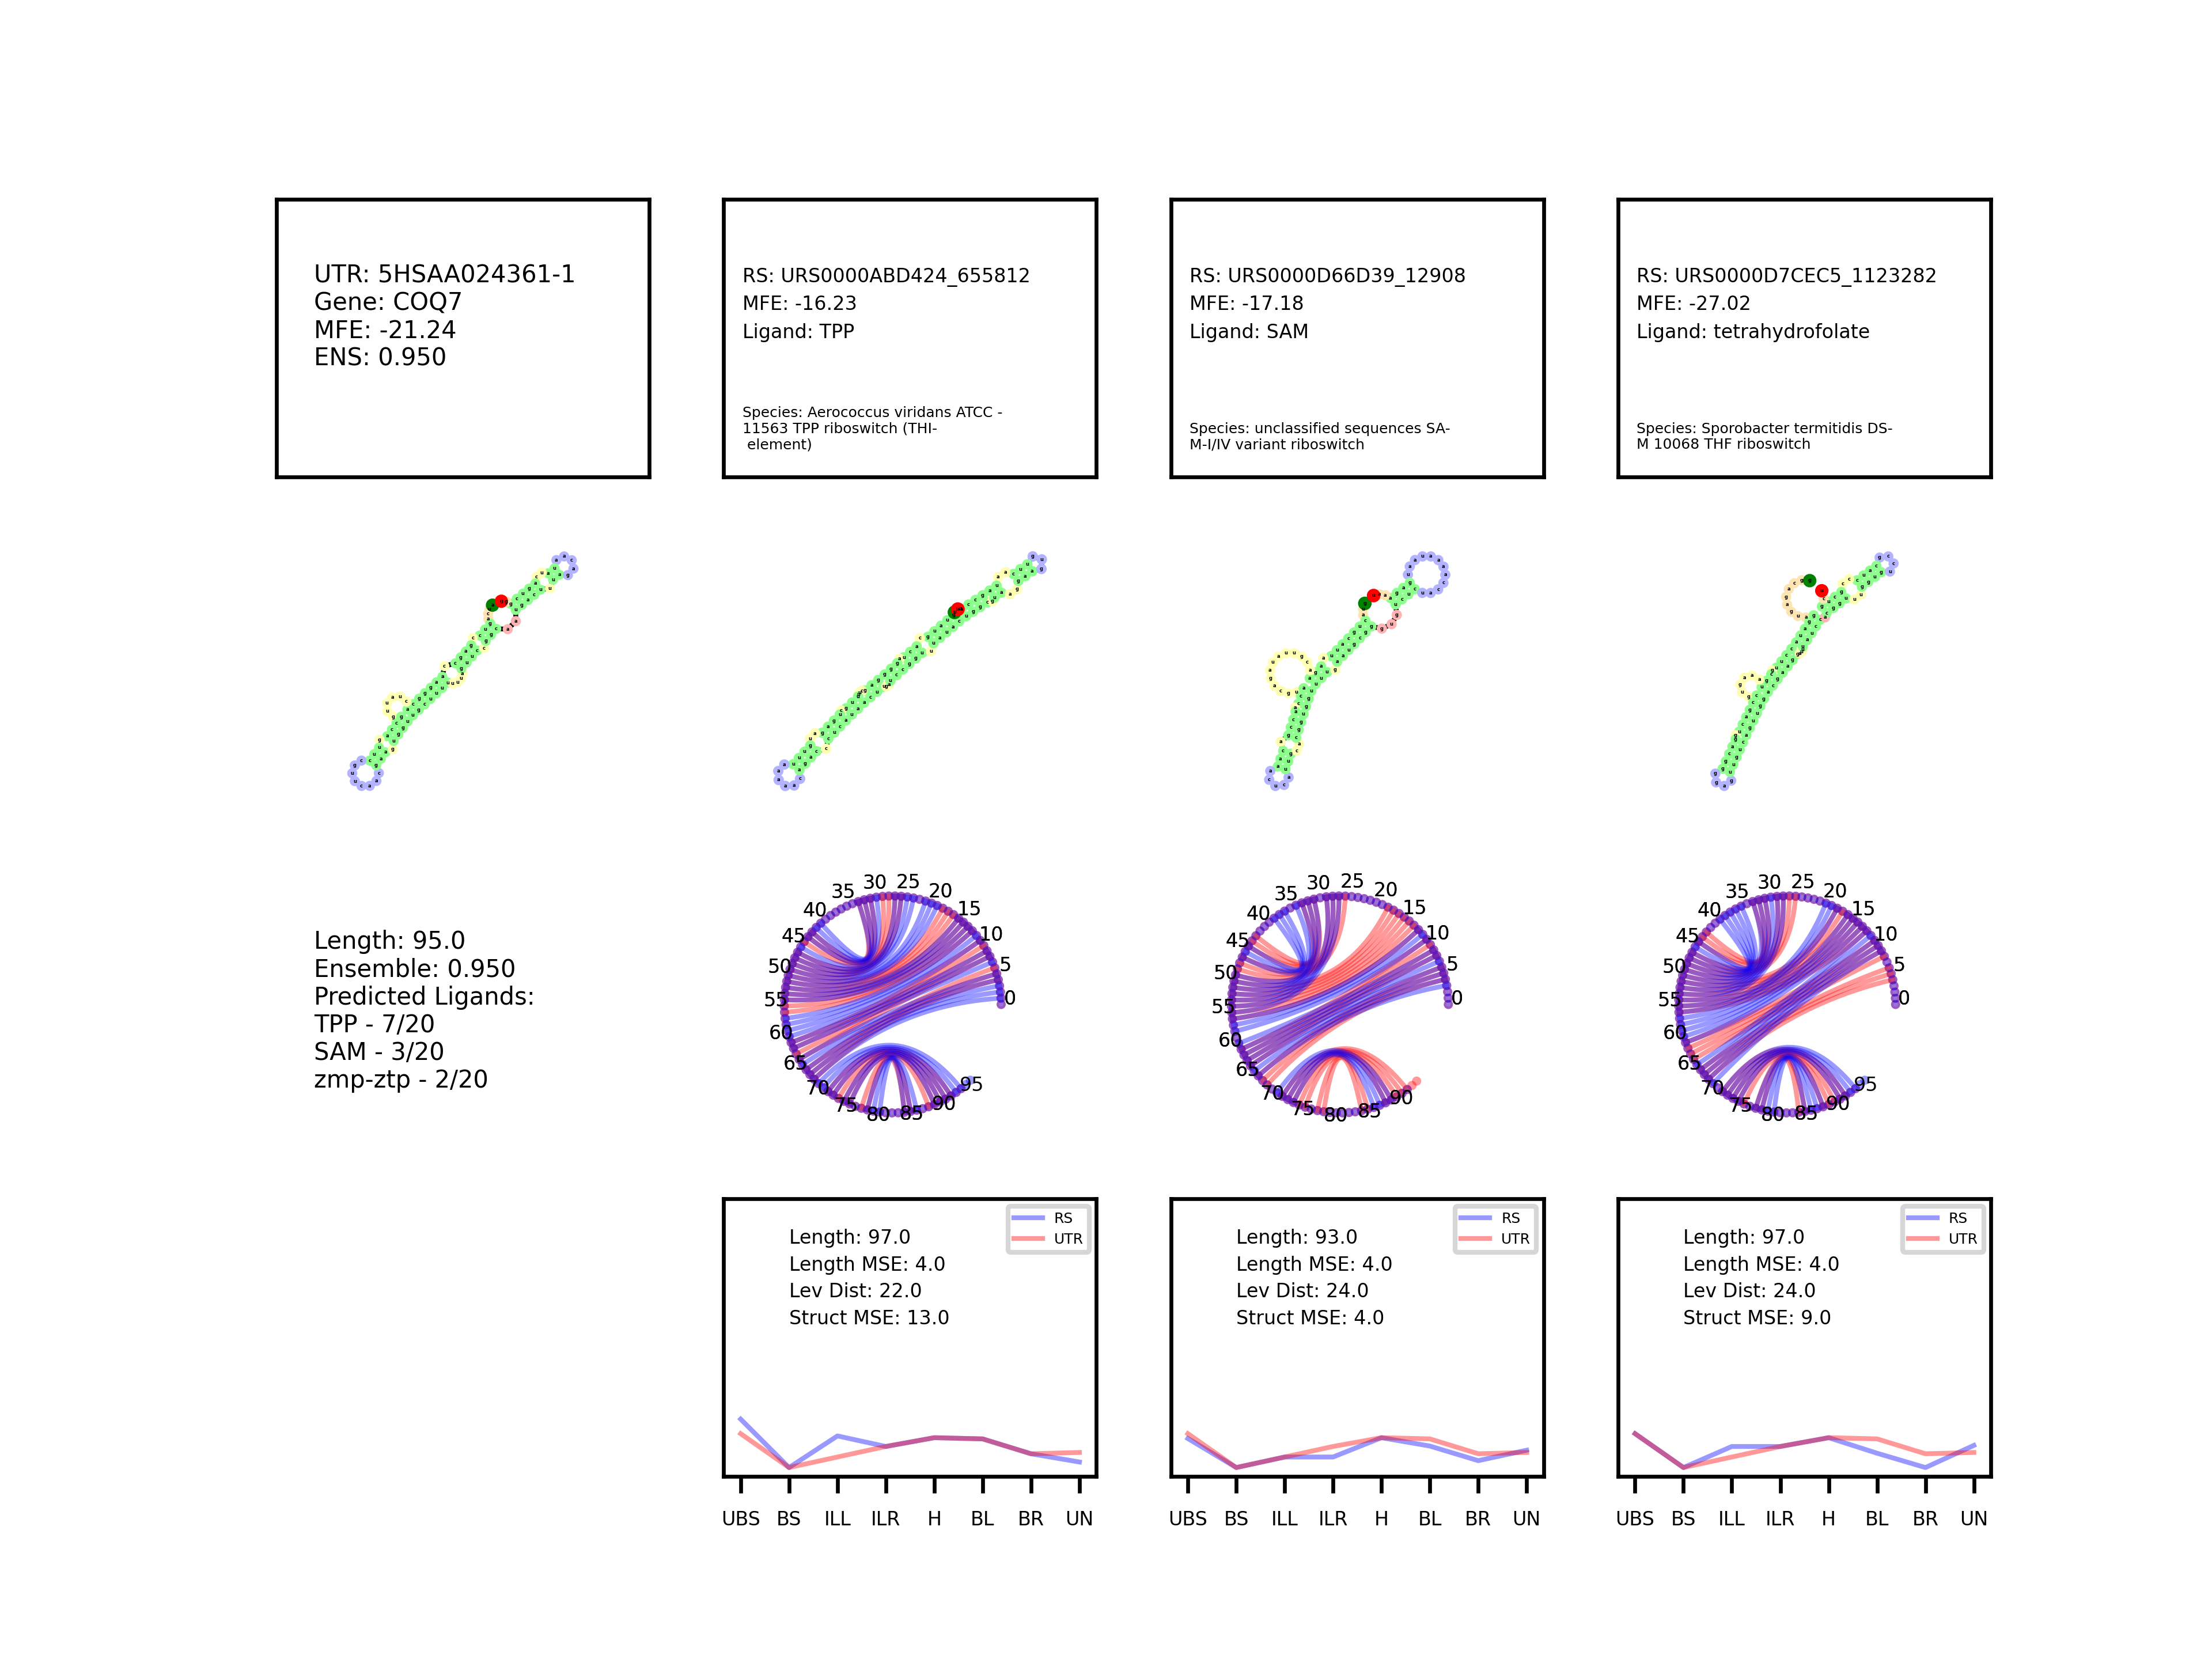 UTR: 5HSAA024361-1
Gene: COQ7
MFE: -21.24
ENS: 0.950
RS: URS0000ABD424_655812
MFE: -16.23
Ligand: TPP
Species: Aerococcus viridans ATCC -
11563 TPP riboswitch (THI-
element)
RS: URS0000D66D39_12908
MFE: -17.18
Ligand: SAM
Species: unclassified sequences SA-
M-I/IV variant riboswitch
RS: URS0000D7CEC5_1123282
MFE: -27.02
Ligand: tetrahydrofolate
Species: Sporobacter termitidis DS-
M 10068 THF riboswitch
Length: 95.0
Ensemble: 0.950
Predicted Ligands:
TPP - 7/20
SAM - 3/20
zmp-ztp - 2/20
0 5 10 15 20 25 30 35 40 45 50 55 60 65 70 75 80 85 90 95
0 5 10 15 20 25 30 35 40 45 50 55 60 65 70 75 80 85 90
0 5 10 15 20 25 30 35 40 45 50 55 60 65 70 75 80 85 90 95
RS
UTR
Length: 97.0
Length MSE: 4.0
Lev Dist: 22.0
Struct MSE: 13.0
UBS BS ILL ILR H BL BR UN
RS
UTR
Length: 93.0
Length MSE: 4.0
Lev Dist: 24.0
Struct MSE: 4.0
UBS BS ILL ILR H BL BR UN
RS
UTR
Length: 97.0
Length MSE: 4.0
Lev Dist: 24.0
Struct MSE: 9.0
UBS BS ILL ILR H BL BR UN